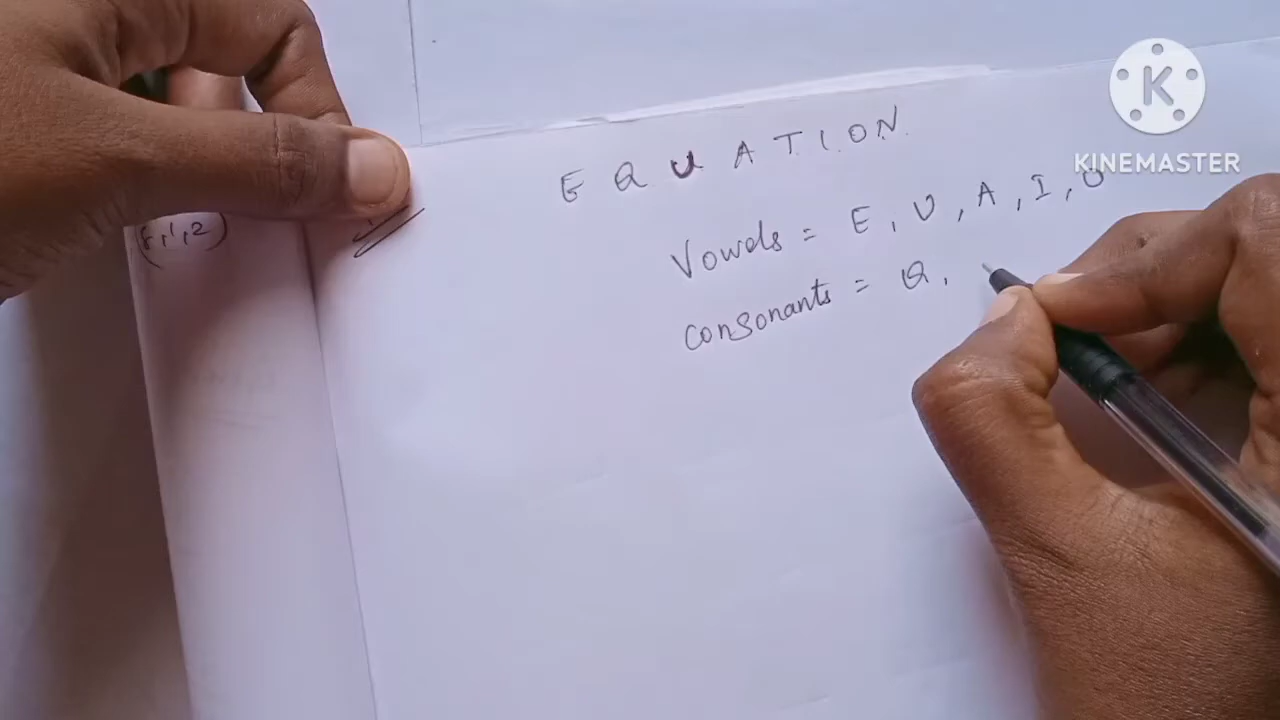 E Q U A T I O N
Vowels = E, U, A, I, O
consonants = Q,
KINEMASTER